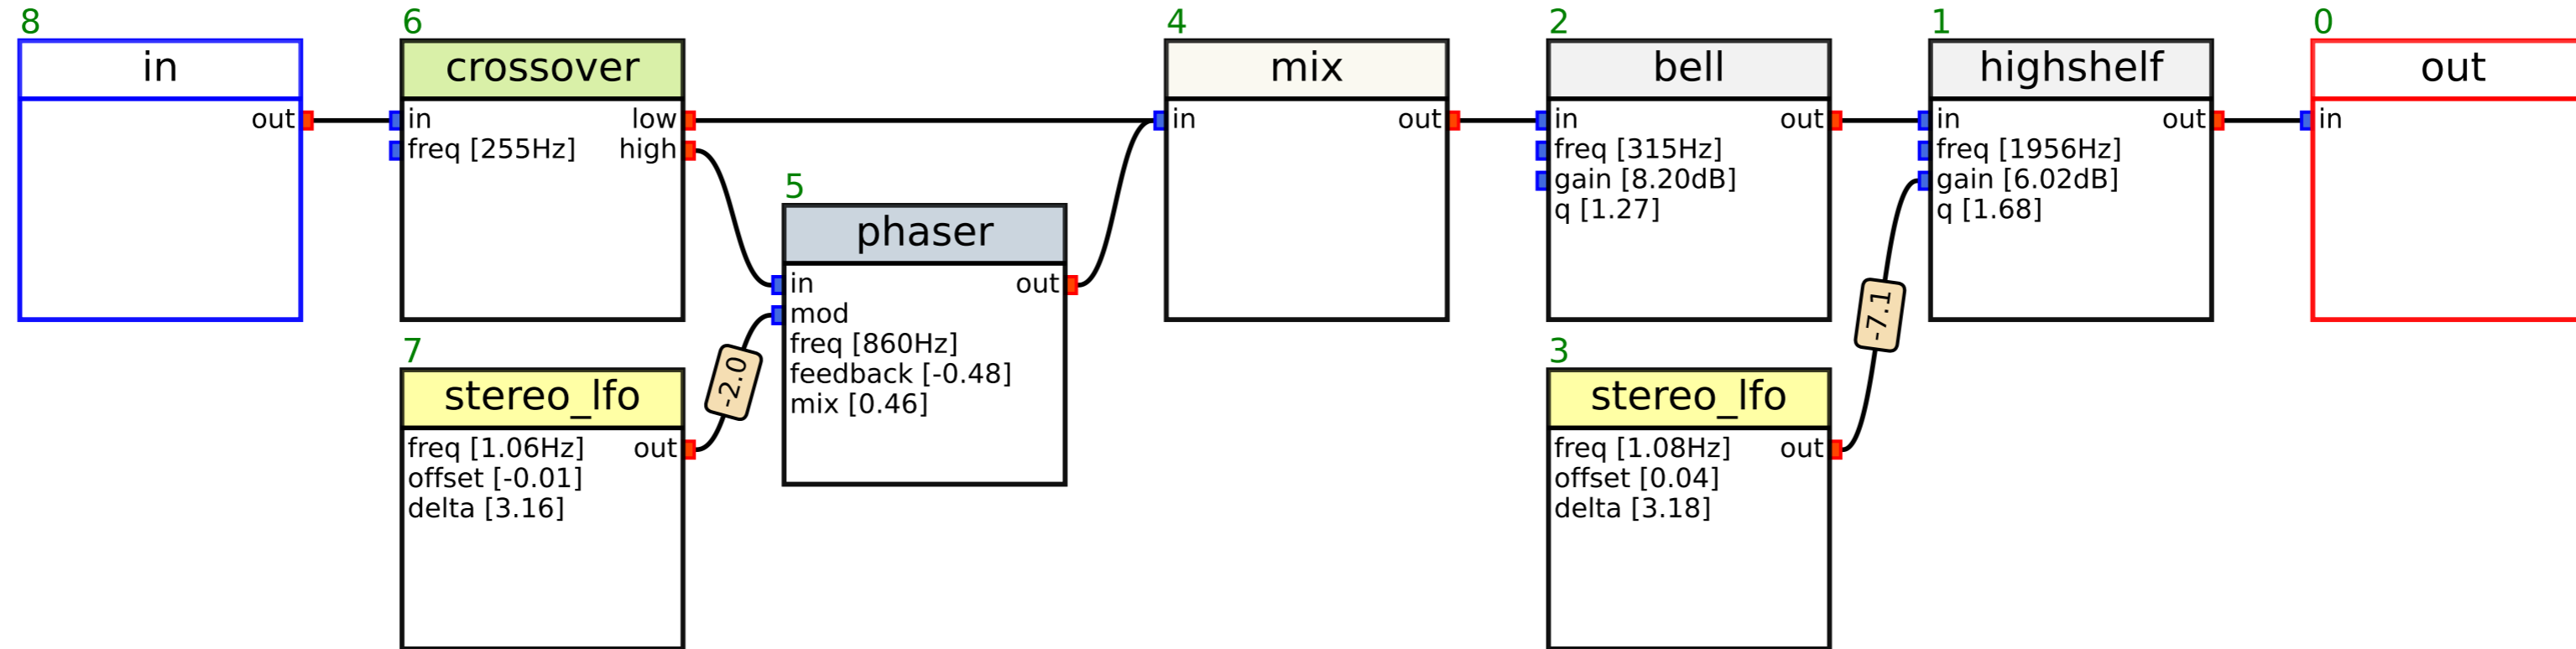 8
in
out
6
crossover
in low
freq [255Hz] high
7
stereo_lfo
freq [1.06Hz] out
offset [-0.01]
delta [3.16]
-2.0
5
phaser
in out
mod
freq [860Hz]
feedback [-0.48]
mix [0.46]
4
mix
in out
2
bell
in out
freq [315Hz]
gain [8.20dB]
q [1.27]
3
stereo_lfo
freq [1.08Hz] out
offset [0.04]
delta [3.18]
-7.1
1
highshelf
in out
freq [1956Hz]
gain [6.02dB]
q [1.68]
0
out
in